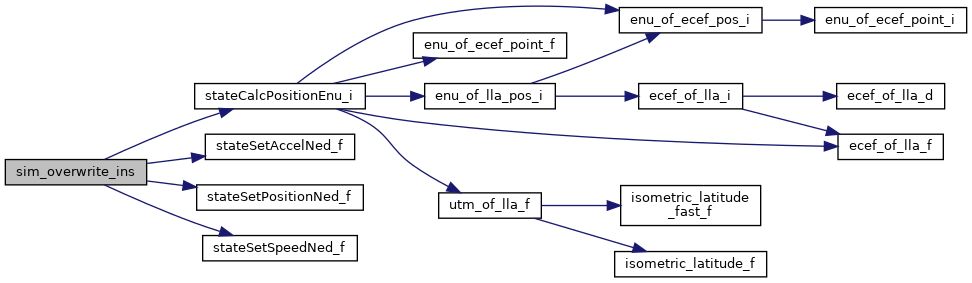 sim_overwrite_ins
stateCalcPositionEnu_i
stateSetAccelNed_f
stateSetPositionNed_f
stateSetSpeedNed_f
enu_of_ecef_point_f
enu_of_lla_pos_i
utm_of_lla_f
enu_of_ecef_pos_i
ecef_of_lla_i
isometric_latitude
_fast_f
isometric_latitude_f
enu_of_ecef_point_i
ecef_of_lla_d
ecef_of_lla_f